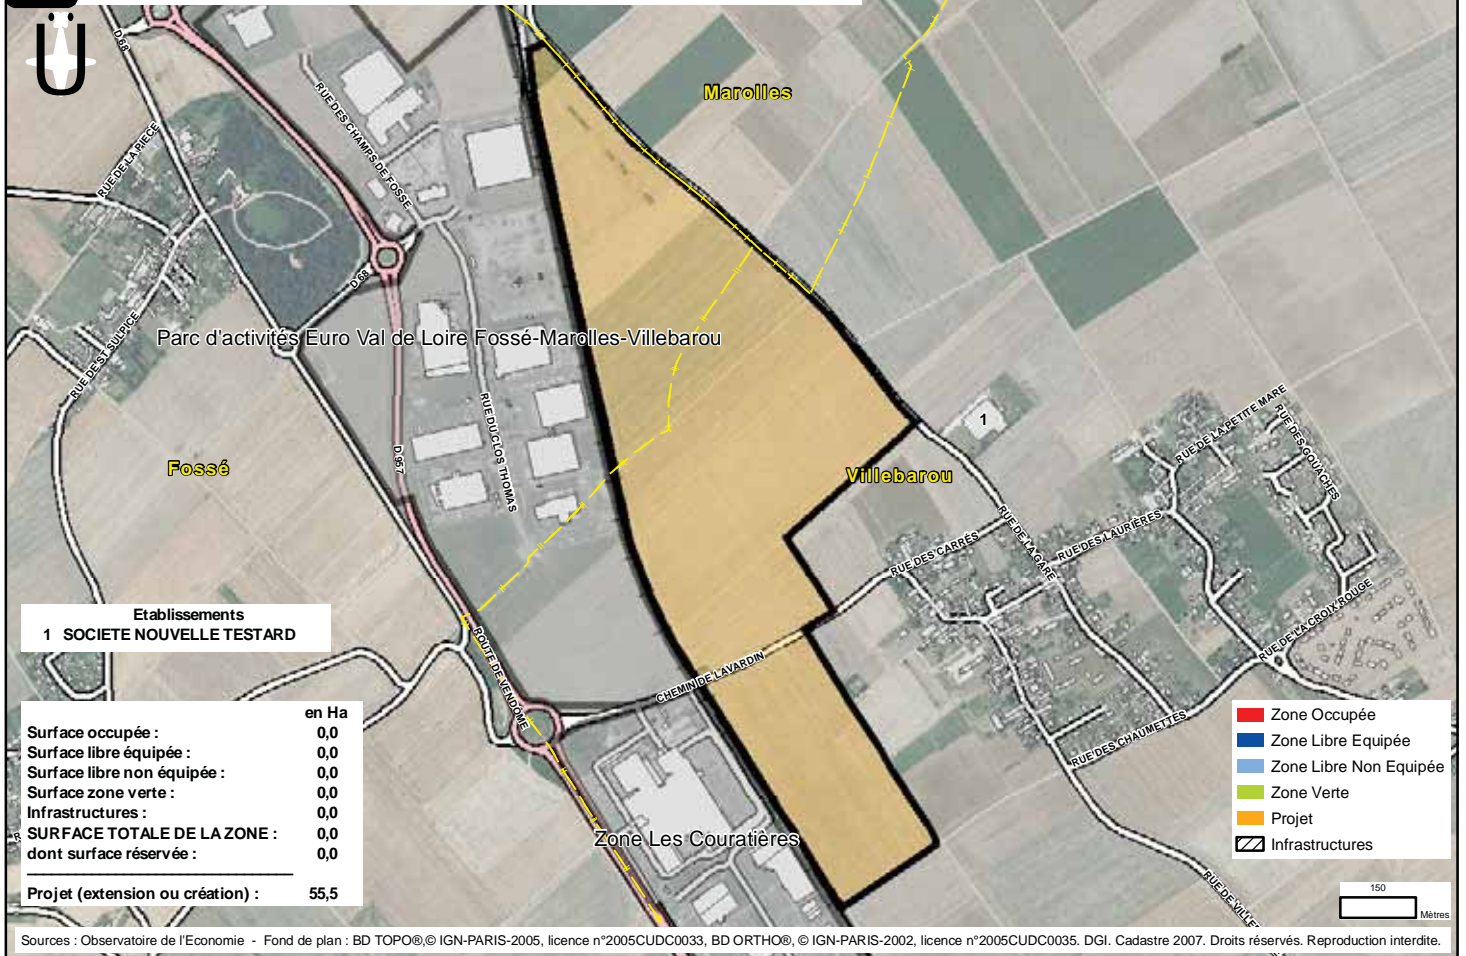 Ü
D 68
RUE DE LA PIECE
RUE DES CHAMPS DE FOSSE
Marolles
D 68
RUE DE ST SULPICE
Parc d'activités Euro Val de Loire Fossé-Marolles-Villebarou
RUE DU CLOS THOMAS
D 957
Fossé
1
Villebarou
RUE DE LA PETITE MARE
RUE DES GOUACHES
RUE DES CARRÉS
RUE DE LA GARE
RUE DES LAURIÈRES
RUE DE LA CROIX ROUGE
RUE DES CHAUMETTES
CHEMIN DE LAVARDIN
ROUTE DE VENDÔME
Zone Les Couratières
Etablissements
1 SOCIETE NOUVELLE TESTARD
en Ha
Surface occupée : 0,0
Surface libre équipée : 0,0
Surface libre non équipée : 0,0
Surface zone verte : 0,0
Infrastructures : 0,0
SURFACE TOTALE DE LA ZONE : 0,0
dont surface réservée : 0,0
Projet (extension ou création) : 55,5
Zone Occupée
Zone Libre Equipée
Zone Libre Non Equipée
Zone Verte
Projet
Infrastructures
150
Mètres
Sources : Observatoire de l'Economie - Fond de plan : BD TOPO®,© IGN-PARIS-2005, licence n°2005CUDC0033, BD ORTHO®, © IGN-PARIS-2002, licence n°2005CUDC0035. DGI. Cadastre 2007. Droits réservés. Reproduction interdite.